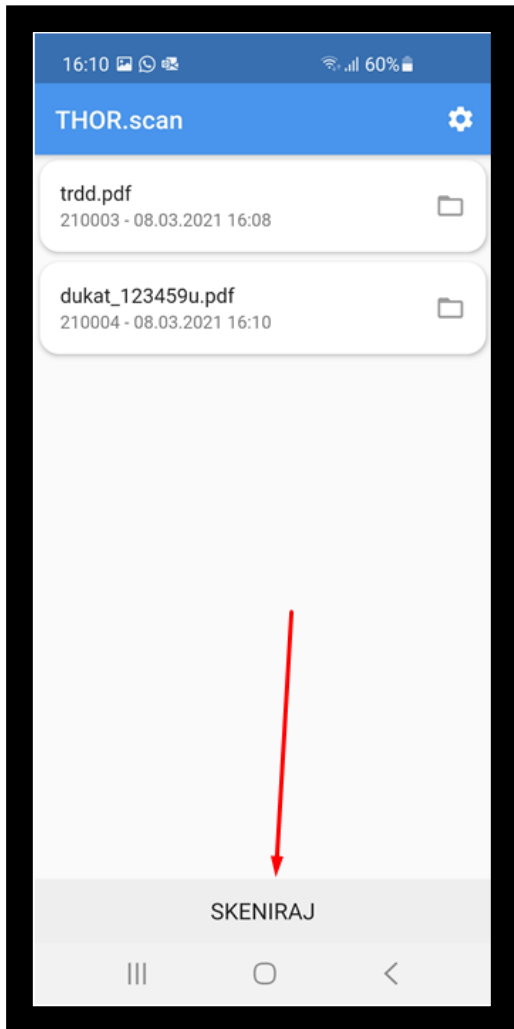 16:10 60%
THOR.scan
trdd.pdf
210003 - 08.03.2021 16:08
dukat_123459u.pdf
210004 - 08.03.2021 16:10
SKENIRAJ